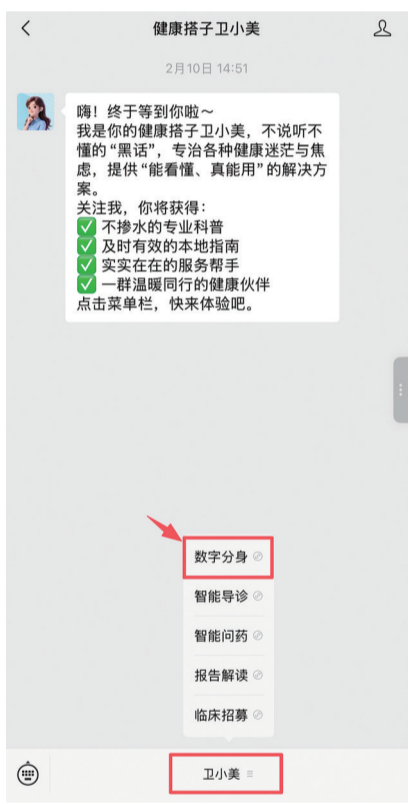 健康搭子卫小美
2月10日 14:51
嗨！终于等到你啦～
我是你的健康搭子卫小美，不说听不
懂的“黑话”，专治各种健康迷茫与焦
虑，提供“能看懂、真能用”的解决方
案。
关注我，你将获得：
✅ 不掺水的专业科普
✅ 及时有效的本地指南
✅ 实实在在的服务帮手
✅ 一群温暖同行的健康伙伴
点击菜单栏，快来体验吧。
数字分身
智能导诊
智能问药
报告解读
临床招募
卫小美